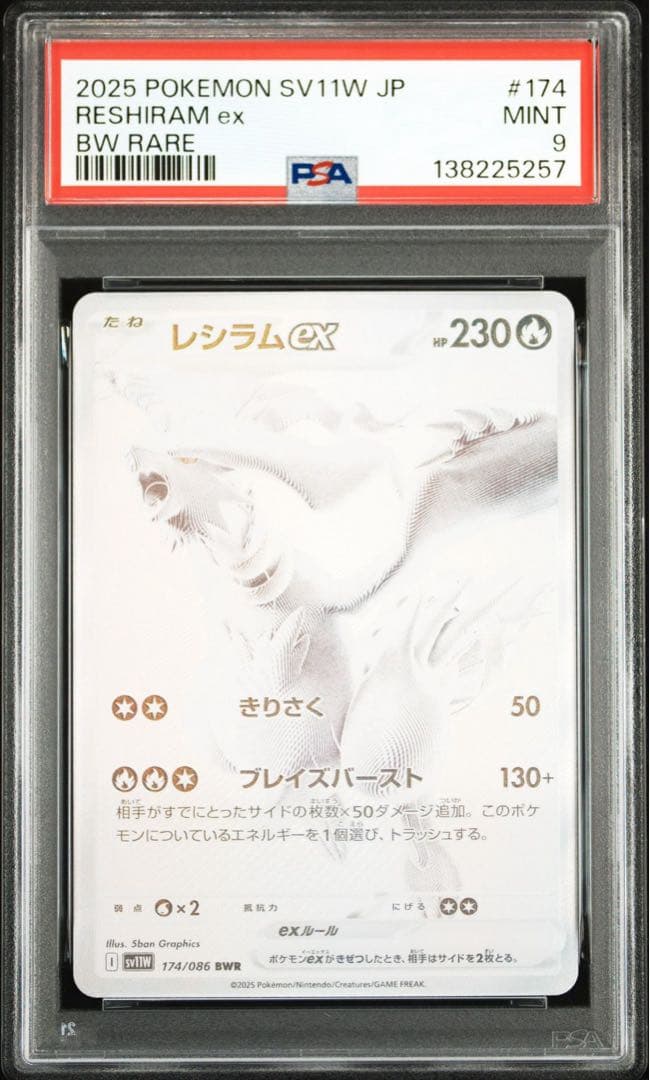 2025 POKEMON SV11W JP #174
RESHIRAM ex MINT
BW RARE 9
PSA 138225257
たね レシラムex HP 230
きりさく 50
ブレイズバースト 130+
相手がすでにとったサイドの枚数×50ダメージ追加。このポケ
モンについているエネルギーを1個選び、トラッシュする。
弱点 ×2 抵抗力 にげる
exルール
ポケモンexがきぜつしたとき、相手はサイドを2枚とる。
Illus. 5ban Graphics
I sv11W 174/086 BWR
©2025 Pokémon/Nintendo/Creatures/GAME FREAK.
PSA